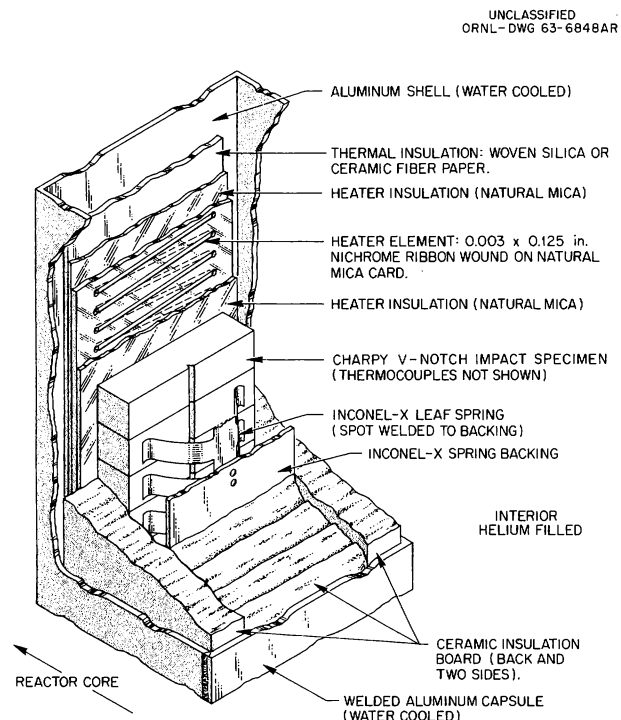 UNCLASSIFIED
ORNL-DWG 63-6848AR
ALUMINUM SHELL (WATER COOLED)
THERMAL INSULATION: WOVEN SILICA OR
CERAMIC FIBER PAPER.
HEATER INSULATION (NATURAL MICA)
HEATER ELEMENT: 0.003 x 0.125 in.
NICHROME RIBBON WOUND ON NATURAL
MICA CARD.
HEATER INSULATION (NATURAL MICA)
CHARPY V-NOTCH IMPACT SPECIMEN
(THERMOCOUPLES NOT SHOWN)
INCONEL-X LEAF SPRING
(SPOT WELDED TO BACKING)
INCONEL-X SPRING BACKING
INTERIOR
HELIUM FILLED
CERAMIC INSULATION
BOARD (BACK AND
TWO SIDES).
REACTOR CORE
WELDED ALUMINUM CAPSULE
(WATER COOLED)